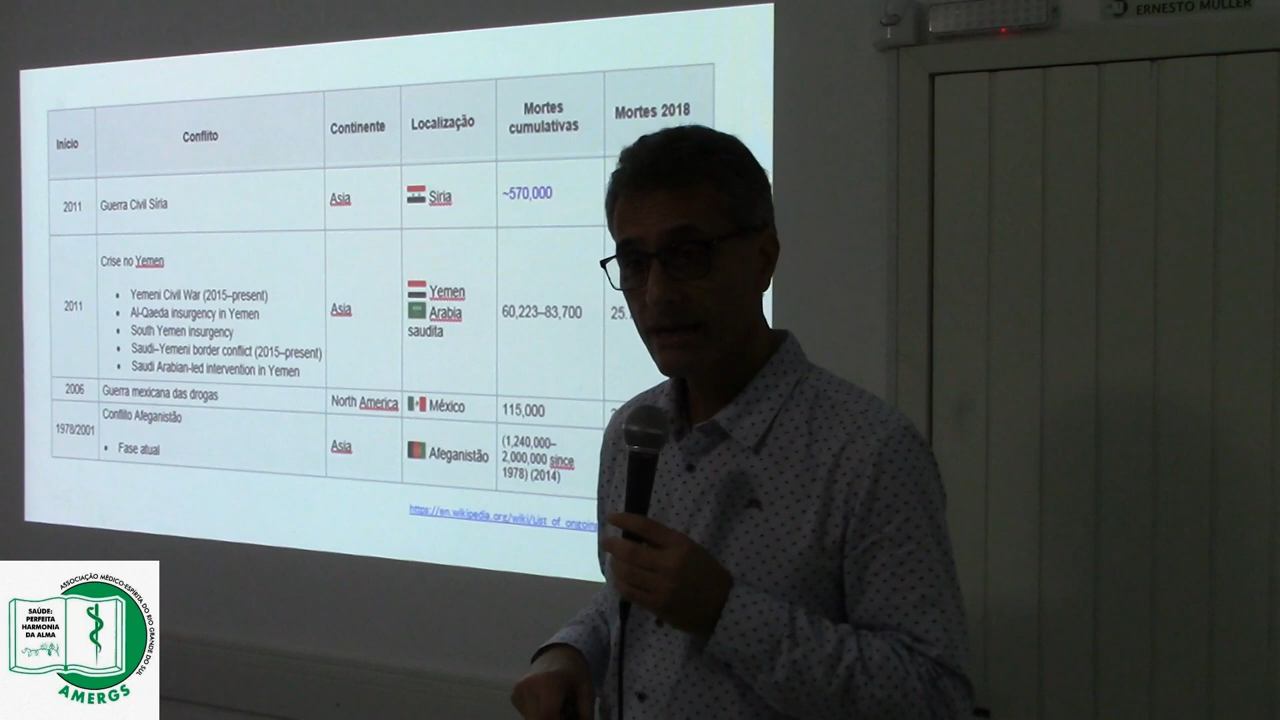 ERNESTO MÜLLER
Início
Conflito
Continente
Localização
Mortes
cumulativas
Mortes 2018
2011
Guerra Civil Síria
Asia
Síria
~570,000
2011
Crise no Yemen
• Yemeni Civil War (2015–present)
• Al-Qaeda insurgency in Yemen
• South Yemen insurgency
• Saudi–Yemeni border conflict (2015–present)
• Saudi Arabian-led intervention in Yemen
Asia
Yemen
Arabia
saudita
60,223–83,700
25.
2006
Guerra mexicana das drogas
North America
México
115,000
1978/2001
Conflito Afeganistão
• Fase atual
Asia
Afeganistão
(1,240,000–
2,000,000 since
1978) (2014)
https://en.wikipedia.org/wiki/List_of_ongoin
ASSOCIAÇÃO MÉDICO-ESPÍRITA DO RIO GRANDE DO SUL
SAÚDE:
PERFEITA
HARMONIA
DA ALMA
AMERGS